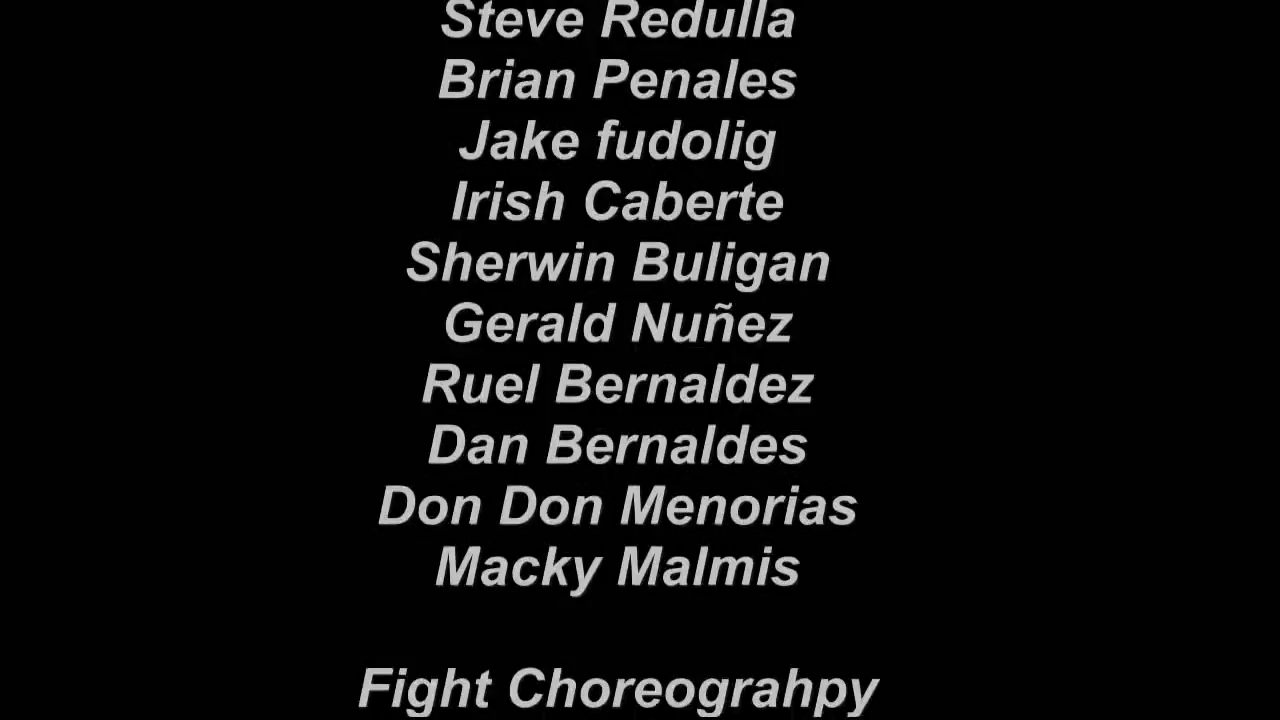 Steve Redulla
Brian Penales
Jake fudolig
Irish Caberte
Sherwin Buligan
Gerald Nuñez
Ruel Bernaldez
Dan Bernaldes
Don Don Menorias
Macky Malmis
Fight Choreograhpy